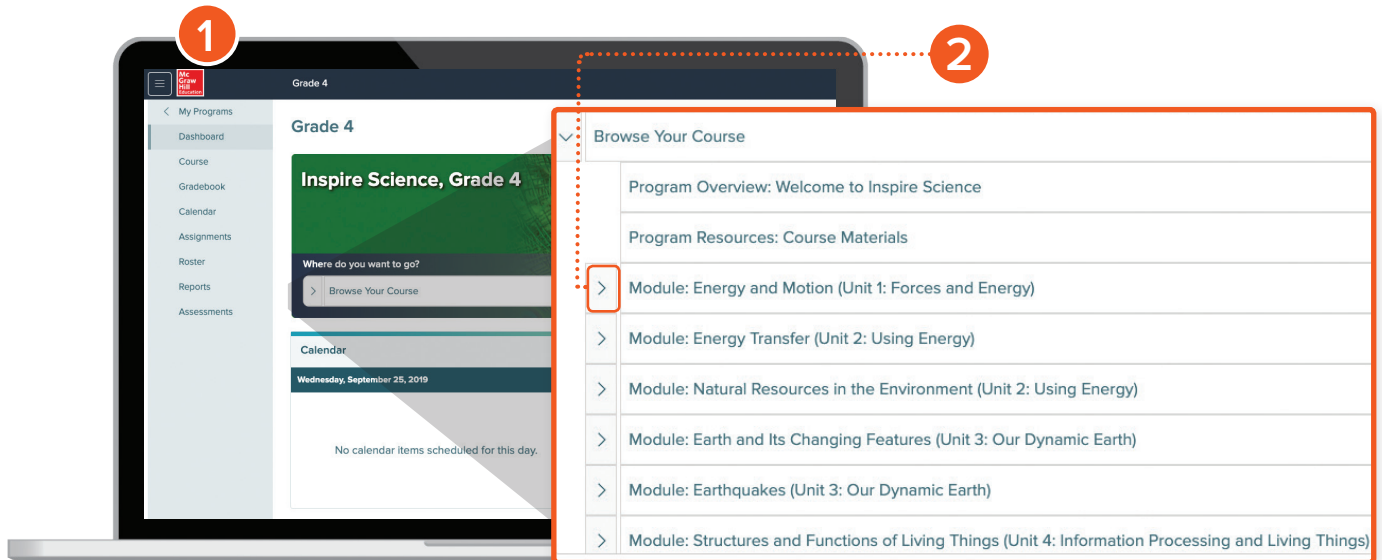 1
2
Mc
Graw
Hill
Education
Grade 4
My Programs
Dashboard
Course
Gradebook
Calendar
Assignments
Roster
Reports
Assessments
Grade 4
Inspire Science, Grade 4
Where do you want to go?
Browse Your Course
Calendar
Wednesday, September 25, 2019
No calendar items scheduled for this day.
Browse Your Course
Program Overview: Welcome to Inspire Science
Program Resources: Course Materials
Module: Energy and Motion (Unit 1: Forces and Energy)
Module: Energy Transfer (Unit 2: Using Energy)
Module: Natural Resources in the Environment (Unit 2: Using Energy)
Module: Earth and Its Changing Features (Unit 3: Our Dynamic Earth)
Module: Earthquakes (Unit 3: Our Dynamic Earth)
Module: Structures and Functions of Living Things (Unit 4: Information Processing and Living Things)